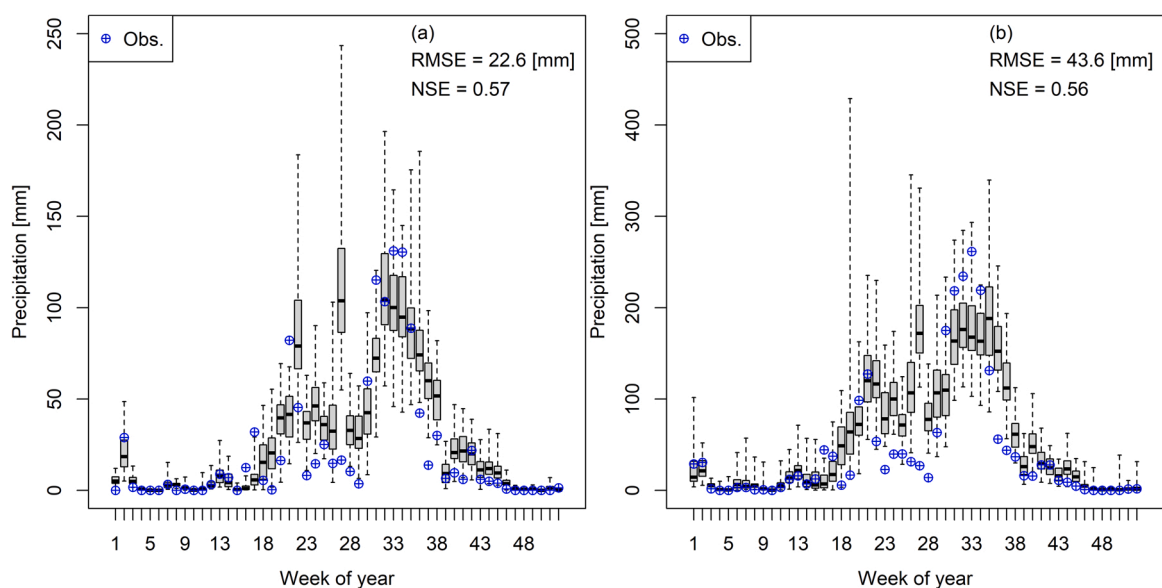 Obs.
(a)
RMSE = 22.6 [mm]
NSE = 0.57
250
200
150
100
50
0
Precipitation [mm]
1 5 9 13 18 23 28 33 38 43 48
Week of year
Obs.
(b)
RMSE = 43.6 [mm]
NSE = 0.56
500
400
300
200
100
0
Precipitation [mm]
1 5 9 13 18 23 28 33 38 43 48
Week of year